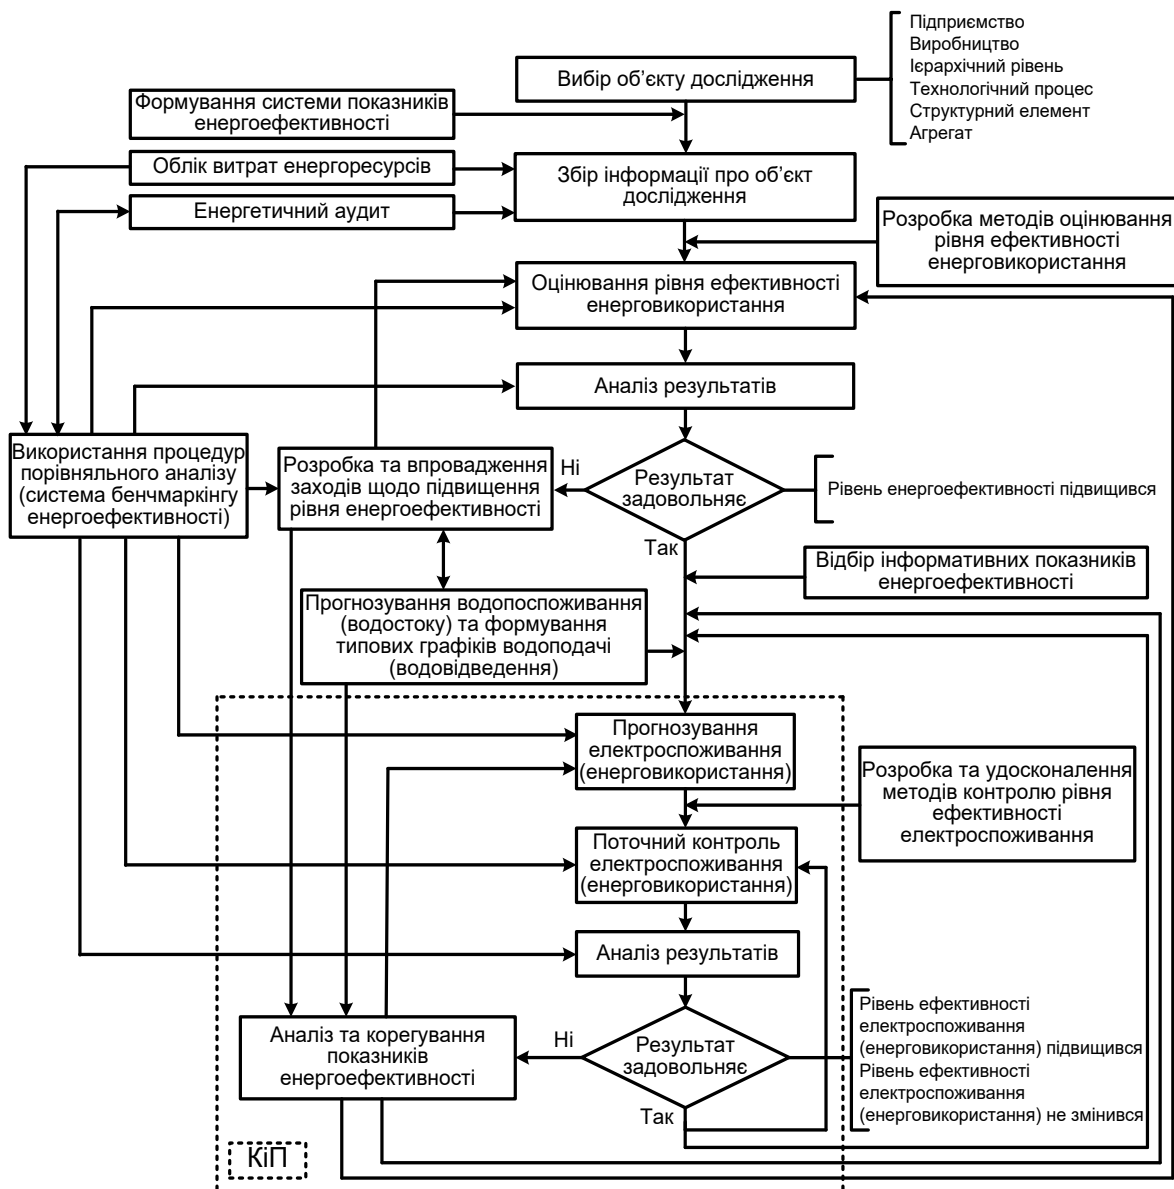 Підприємство
Виробництво
Ієрархічний рівень
Технологічний процес
Структурний елемент
Агрегат
Вибір об’єкту дослідження
Формування системи показників
енергоефективності
Облік витрат енергоресурсів
Енергетичний аудит
Збір інформації про об’єкт
дослідження
Розробка методів оцінювання
рівня ефективності
енерговикористання
Оцінювання рівня ефективності
енерговикористання
Аналіз результатів
Використання процедур
порівняльного аналізу
(система бенчмаркінгу
енергоефективності)
Розробка та впровадження
заходів щодо підвищення
рівня енергоефективності
Ні
Результат
задовольняє
Рівень енергоефективності підвищився
Так
Відбір інформативних показників
енергоефективності
Прогнозування водопоспоживання
(водостоку) та формування
типових графіків водоподачі
(водовідведення)
Прогнозування
електроспоживання
(енерговикористання)
Розробка та удосконалення
методів контролю рівня
ефективності
електроспоживання
Поточний контроль
електроспоживання
(енерговикористання)
Аналіз результатів
Аналіз та корегування
показників
енергоефективності
Ні
Результат
задовольняє
Рівень ефективності
електроспоживання
(енерговикористання) підвищився
Рівень ефективності
електроспоживання
(енерговикористання) не змінився
Так
КіП